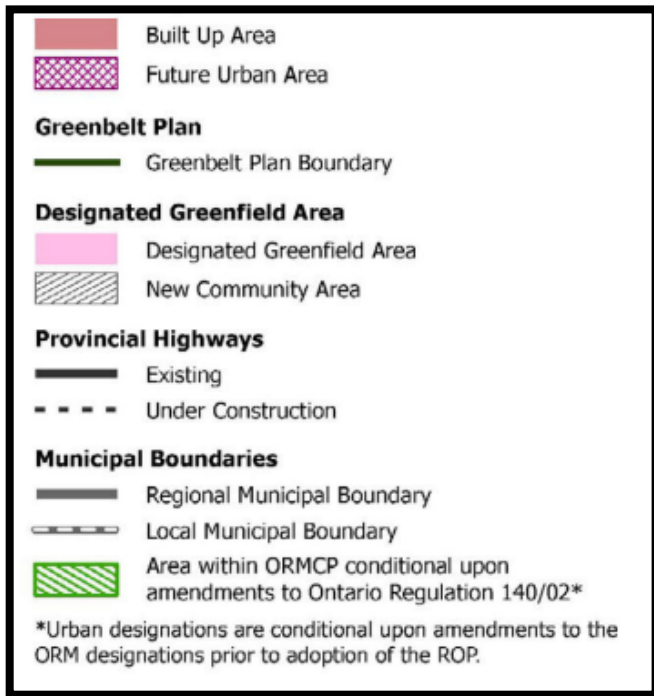 Built Up Area
Future Urban Area
Greenbelt Plan
Greenbelt Plan Boundary
Designated Greenfield Area
Designated Greenfield Area
New Community Area
Provincial Highways
Existing
Under Construction
Municipal Boundaries
Regional Municipal Boundary
Local Municipal Boundary
Area within ORMCP conditional upon
amendments to Ontario Regulation 140/02*
*Urban designations are conditional upon amendments to the
ORM designations prior to adoption of the ROP.